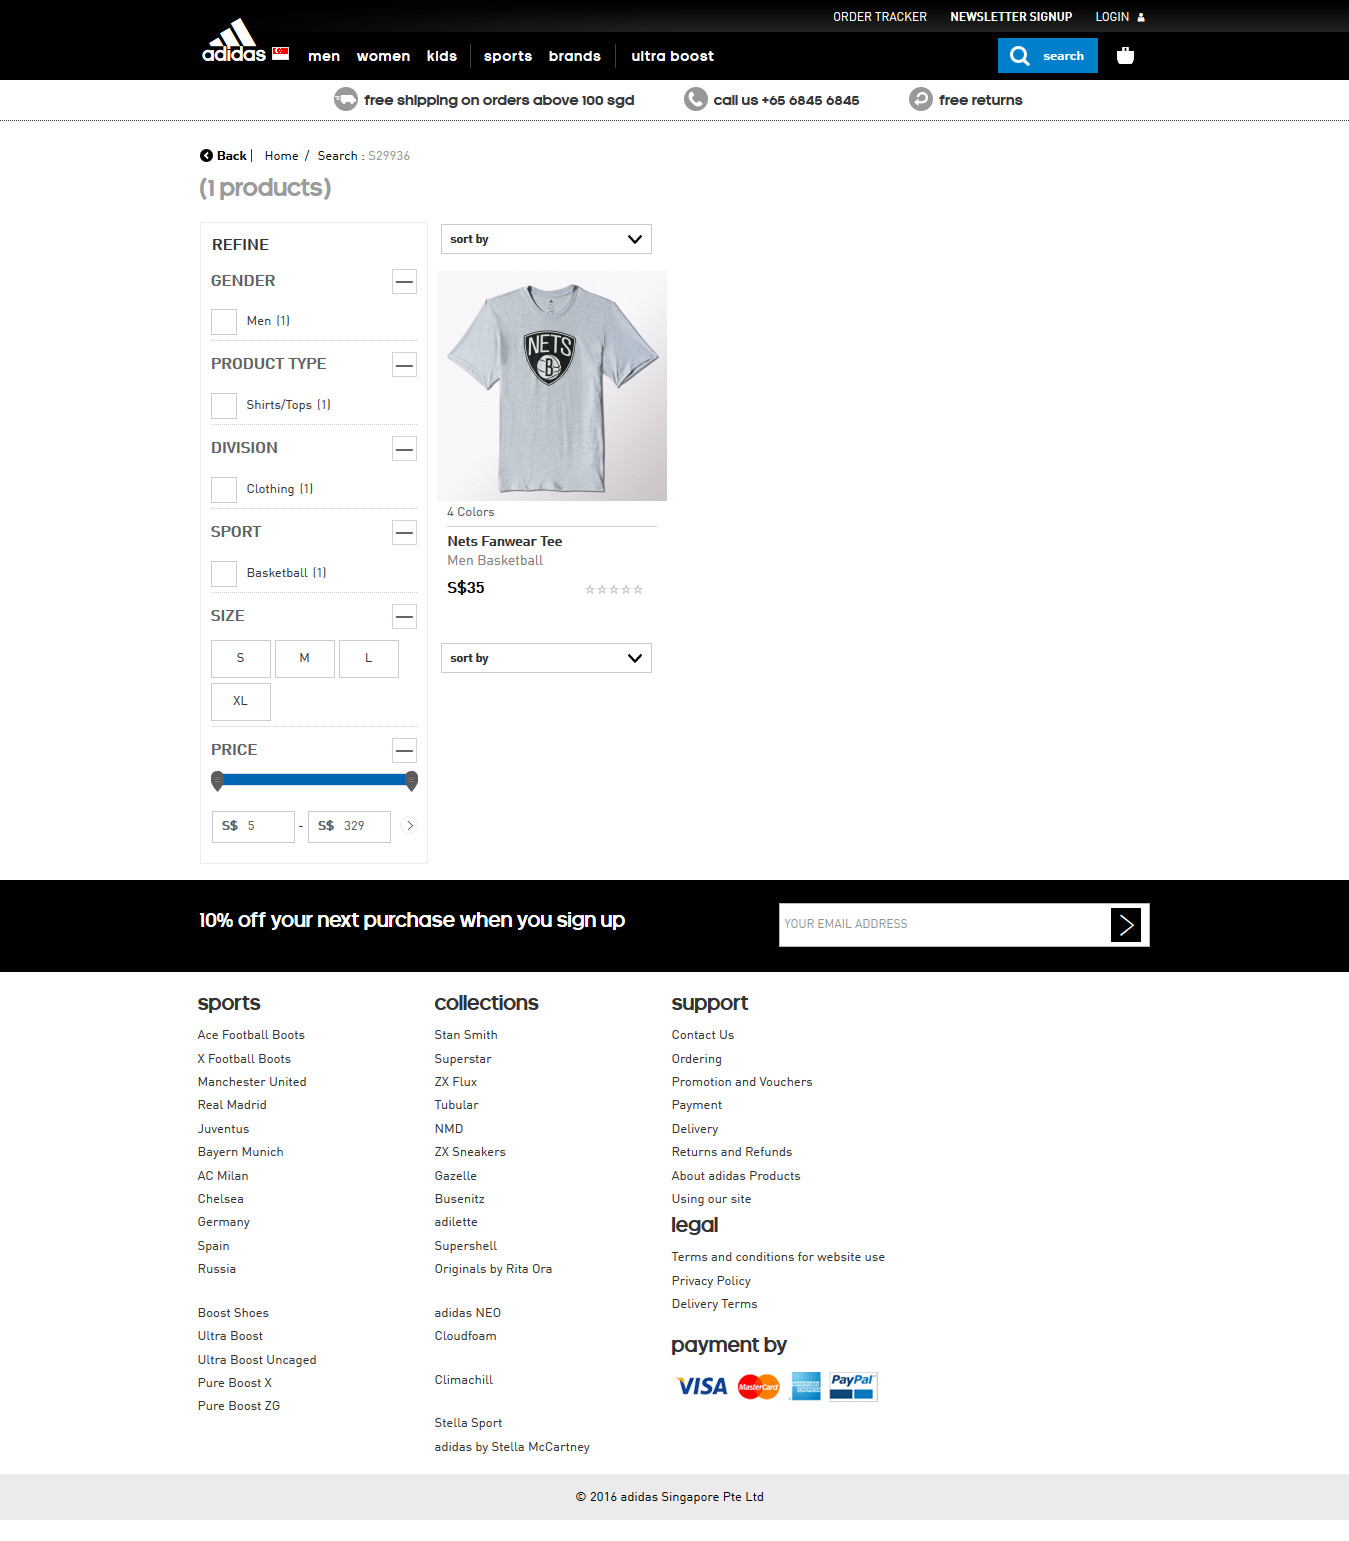 ORDER TRACKER NEWSLETTER SIGNUP LOGIN
adidas men women kids sports brands ultra boost search
free shipping on orders above 100 sgd call us +65 6845 6845 free returns
Back | Home / Search : S29936
(1 products)
REFINE
sort by
GENDER
Men (1)
PRODUCT TYPE
Shirts/Tops (1)
DIVISION
Clothing (1)
SPORT
Basketball (1)
SIZE
S M L
XL
PRICE
S$ 5 - S$ 329
NETS
B
4 Colors
Nets Fanwear Tee
Men Basketball
S$35
sort by
10% off your next purchase when you sign up
YOUR EMAIL ADDRESS
sports
Ace Football Boots
X Football Boots
Manchester United
Real Madrid
Juventus
Bayern Munich
AC Milan
Chelsea
Germany
Spain
Russia
Boost Shoes
Ultra Boost
Ultra Boost Uncaged
Pure Boost X
Pure Boost ZG
collections
Stan Smith
Superstar
ZX Flux
Tubular
NMD
ZX Sneakers
Gazelle
Busenitz
adilette
Supershell
Originals by Rita Ora
adidas NEO
Cloudfoam
Climachill
Stella Sport
adidas by Stella McCartney
support
Contact Us
Ordering
Promotion and Vouchers
Payment
Delivery
Returns and Refunds
About adidas Products
Using our site
legal
Terms and conditions for website use
Privacy Policy
Delivery Terms
payment by
VISA MasterCard AMERICAN EXPRESS PayPal
© 2016 adidas Singapore Pte Ltd